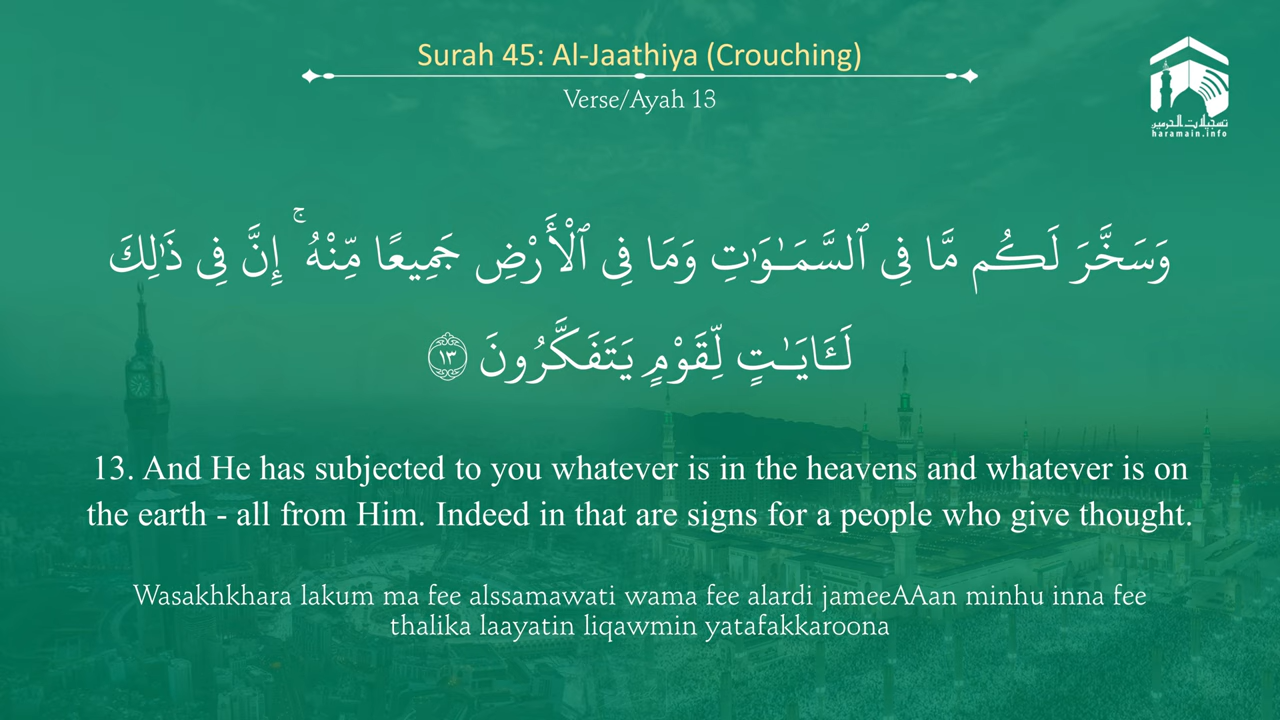 Surah 45: Al-Jaathiya (Crouching)
Verse/Ayah 13
تسجيلات الحرمين
haramain.info
وَسَخَّرَ لَكُم مَّا فِى ٱلسَّمَـٰوَٰتِ وَمَا فِى ٱلْأَرْضِ جَمِيعًا مِّنْهُ ۚ إِنَّ فِى ذَٰلِكَ
لَـَٔايَـٰتٍ لِّقَوْمٍ يَتَفَكَّرُونَ ١٣
13. And He has subjected to you whatever is in the heavens and whatever is on
the earth - all from Him. Indeed in that are signs for a people who give thought.
Wasakhkhara lakum ma fee alssamawati wama fee alardi jameeAAan minhu inna fee
thalika laayatin liqawmin yatafakkaroona